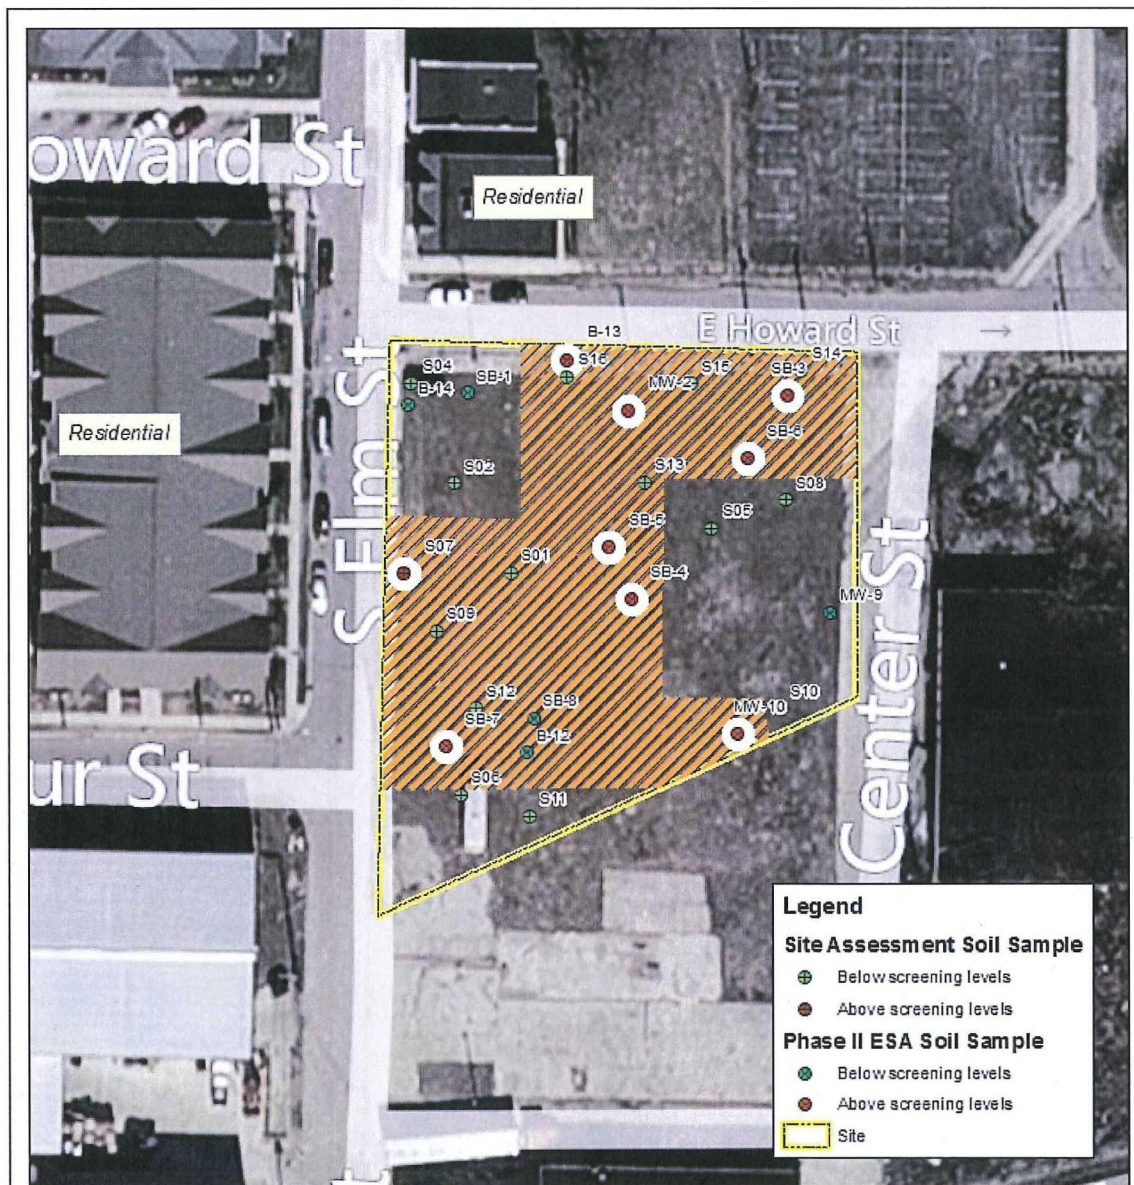 oward St
Residential
E Howard St
S Elm St
Residential
B-13
S14
S04
S16
S15
SB-3
B-14
SB-1
MW-2
SB-6
S02
S13
S08
S05
SB-5
S07
S01
SB-4
MW-9
S09
S12
S10
SB-8
SB-7
MW-10
B-12
S06
S11
ur St
Center St
Legend
Site Assessment Soil Sample
Below screening levels
Above screening levels
Phase II ESA Soil Sample
Below screening levels
Above screening levels
Site
t